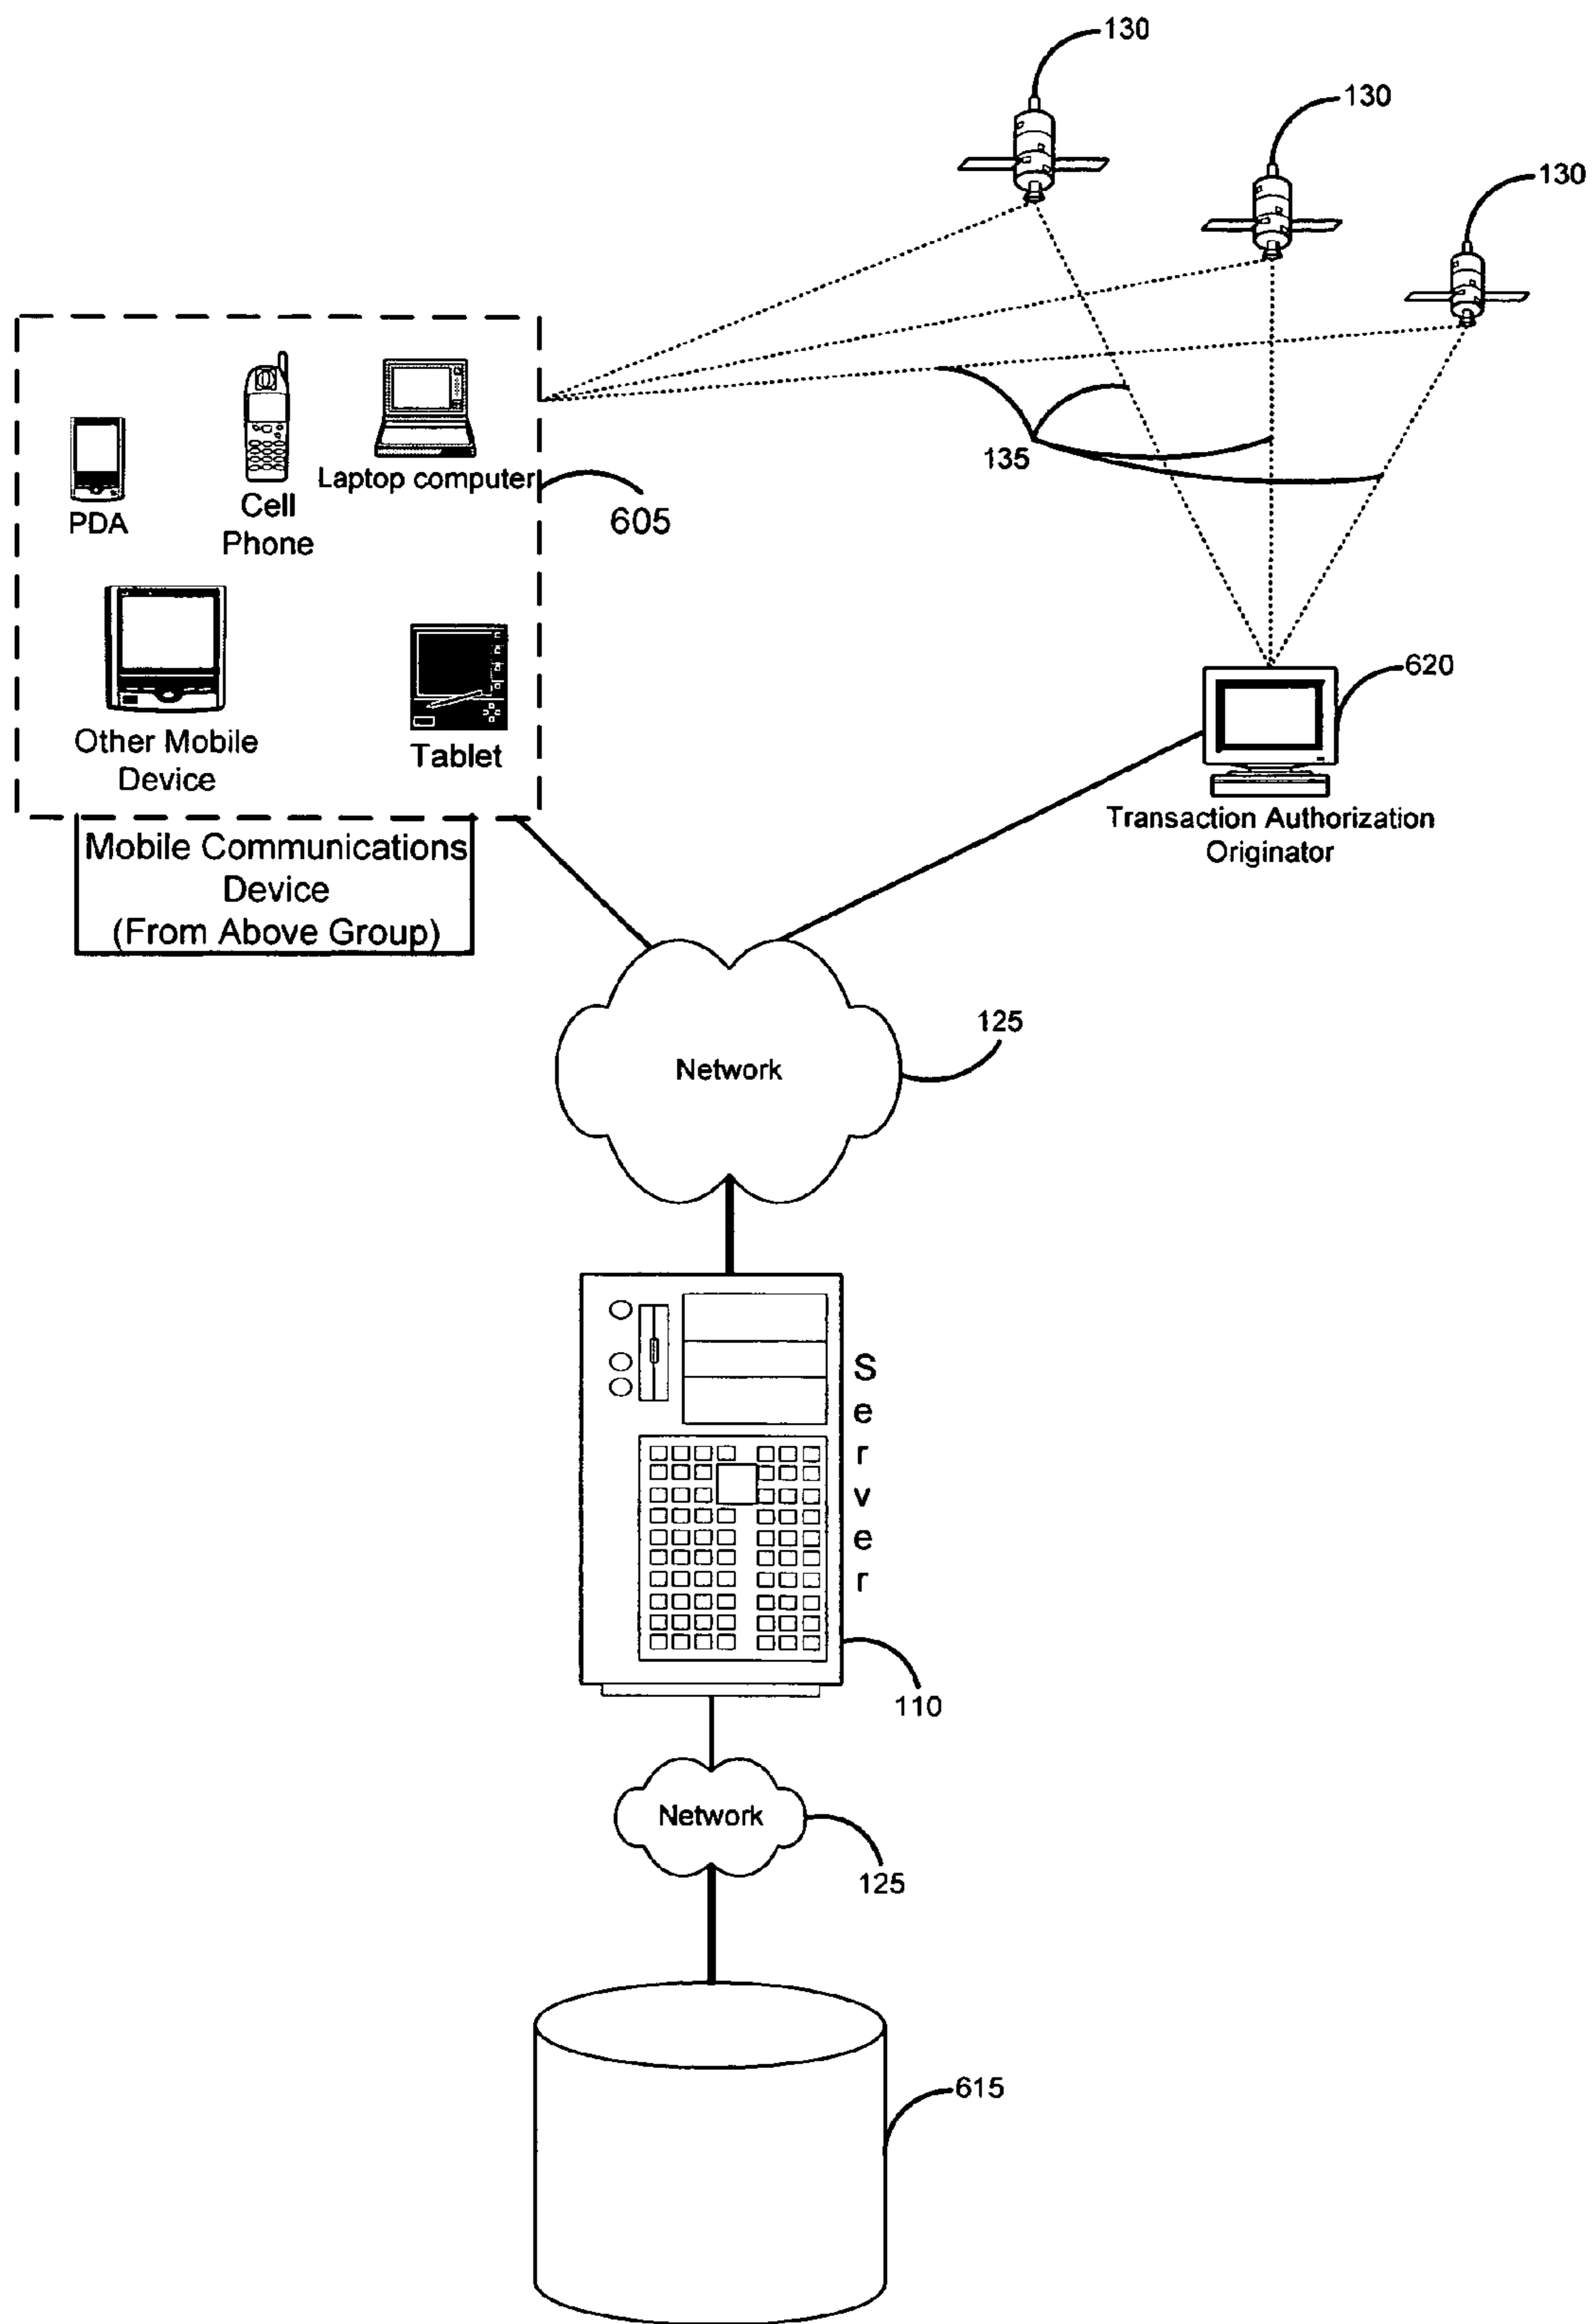 130
130
130
PDA
Cell
Phone
Laptop computer
605
135
Other Mobile
Device
Tablet
620
Transaction Authorization
Originator
Mobile Communications
Device
(From Above Group)
Network
125
Server
110
Network
125
615